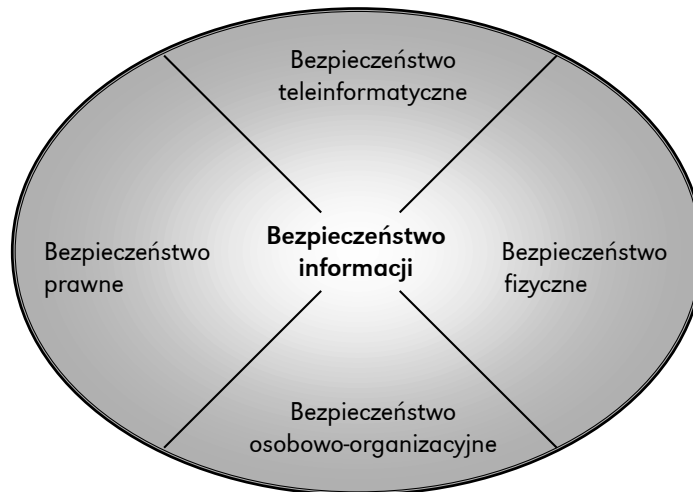 Bezpieczeństwo
teleinformatyczne
Bezpieczeństwo
prawne
Bezpieczeństwo
informacji
Bezpieczeństwo
fizyczne
Bezpieczeństwo
osobowo-organizacyjne